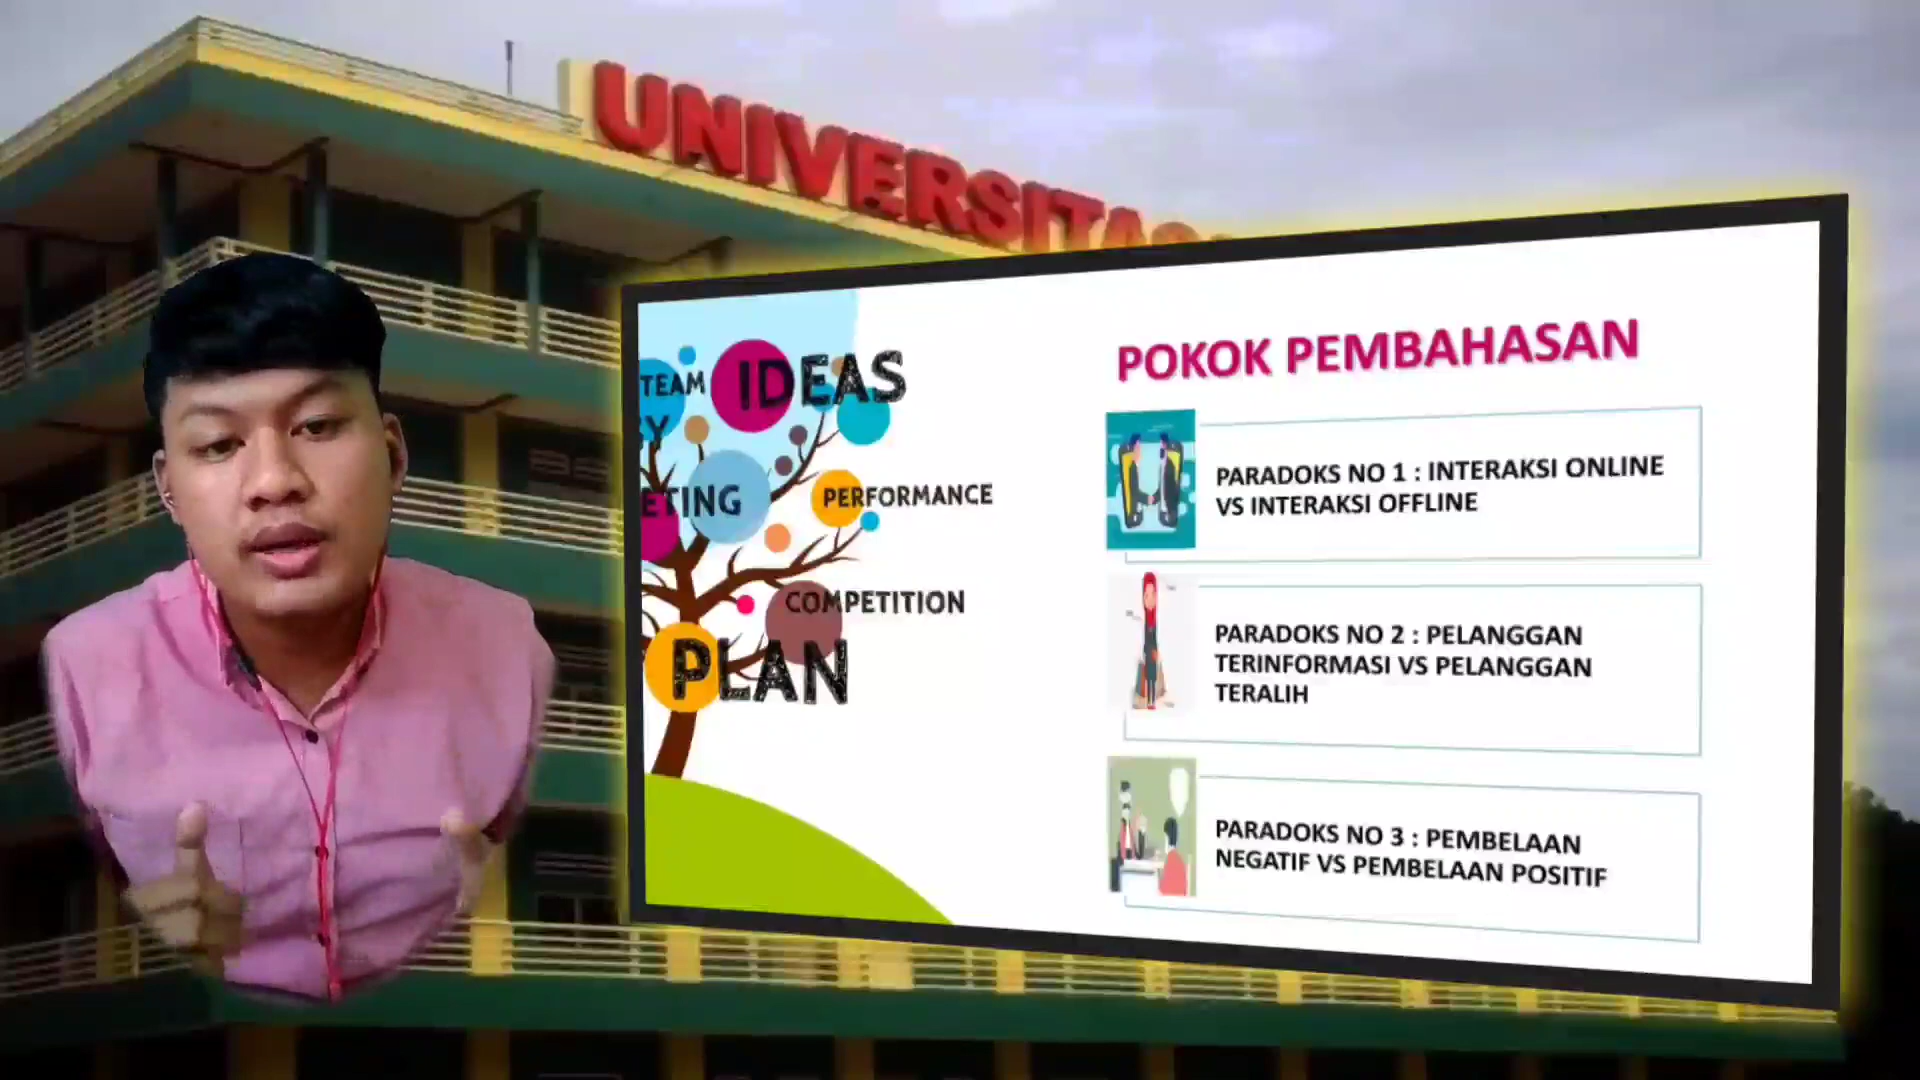 UNIVERSITAS
TEAM
IDEAS
ETING
PERFORMANCE
COMPETITION
PLAN
POKOK PEMBAHASAN
PARADOKS NO 1 : INTERAKSI ONLINE
VS INTERAKSI OFFLINE
PARADOKS NO 2 : PELANGGAN
TERINFORMASI VS PELANGGAN
TERALIH
PARADOKS NO 3 : PEMBELAAN
NEGATIF VS PEMBELAAN POSITIF